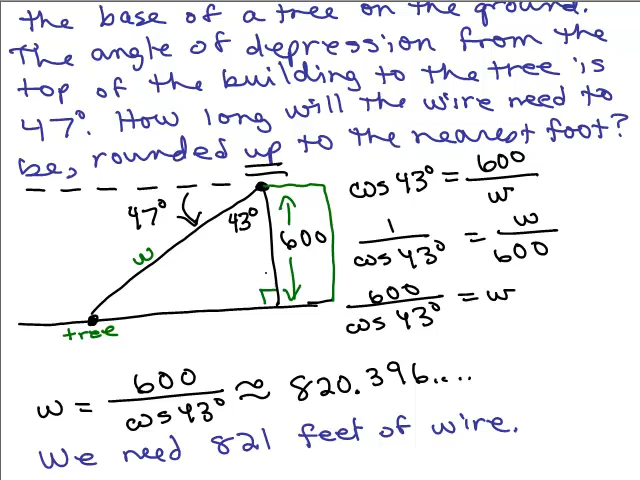 the base of a tree on the ground.
The angle of depression from the
top of the building to the tree is
47°. How long will the wire need to
be, rounded up to the nearest foot?
47°
43°
600
w
tree
cos 43° = 600/w
1/cos 43° = w/600
600/cos 43° = w
w = 600/cos 43° ≈ 820.396....
We need 821 feet of wire.